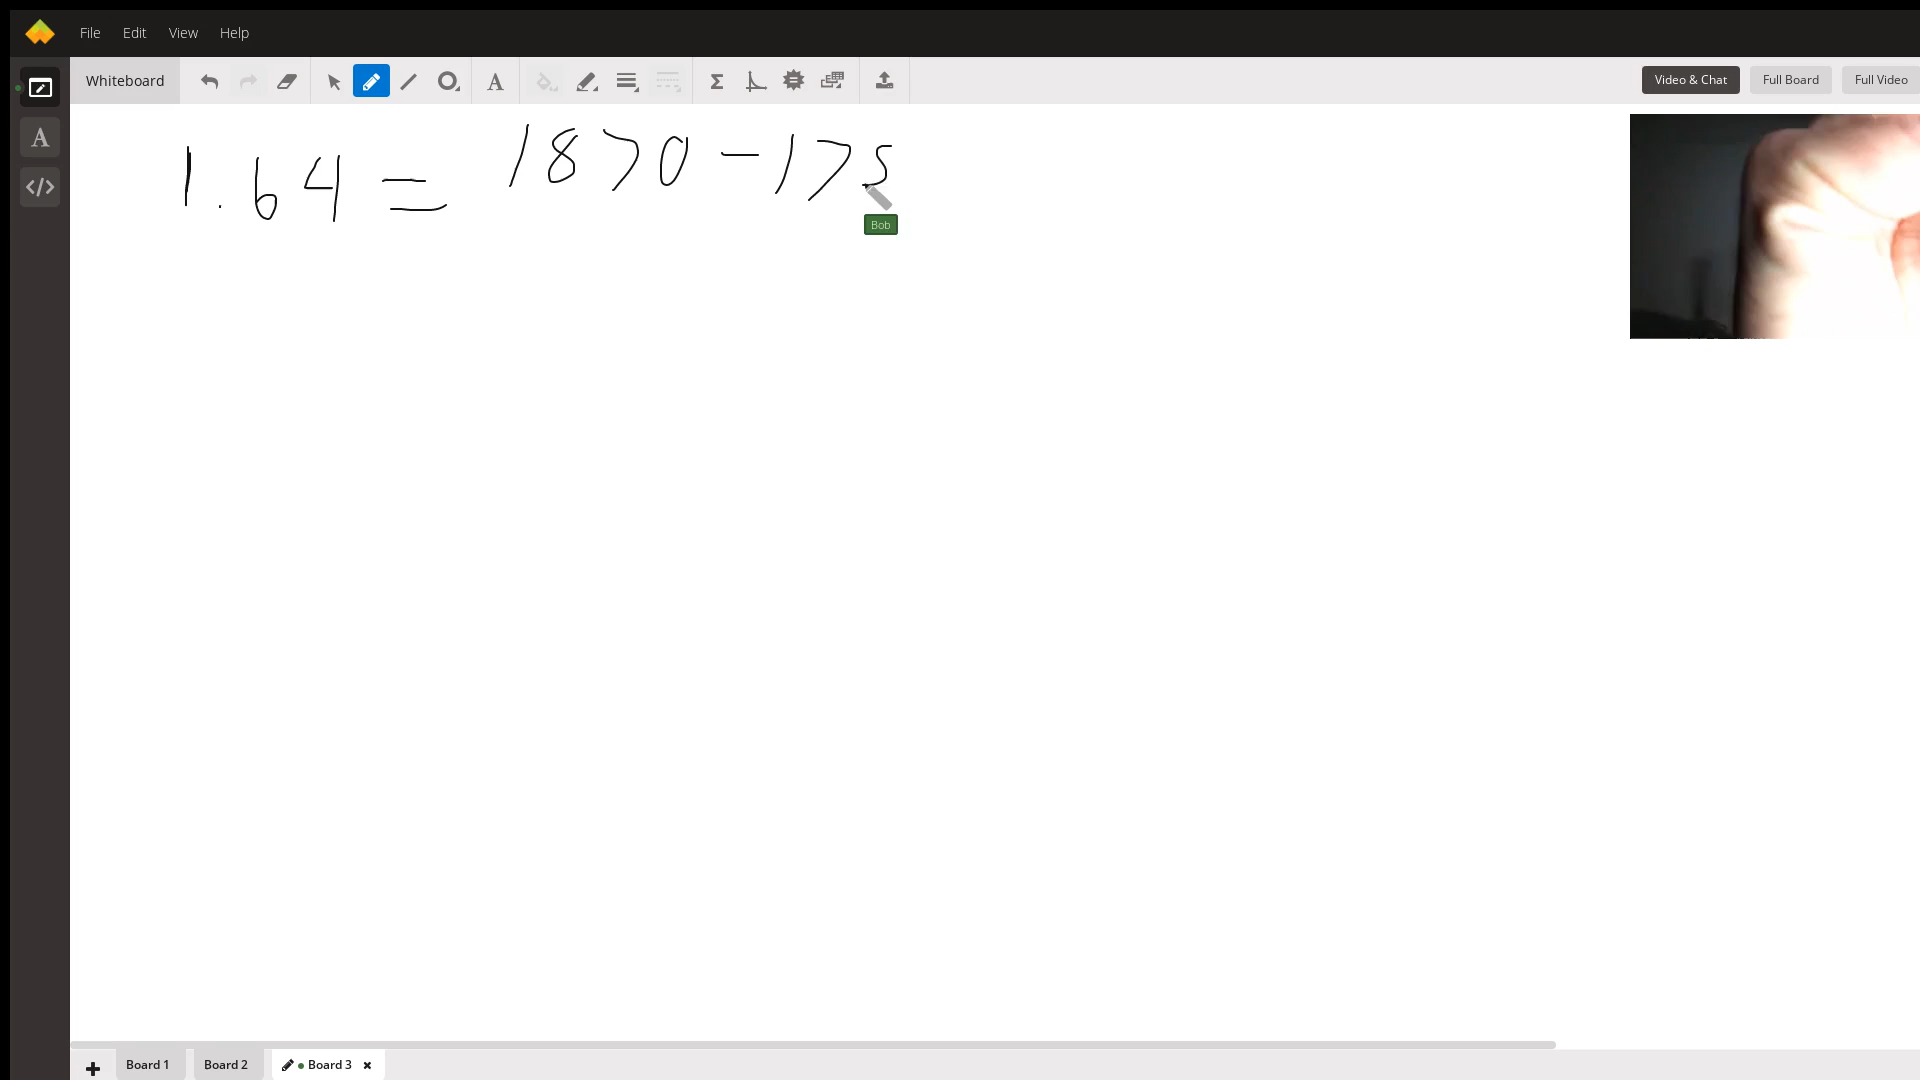 File Edit View Help
Whiteboard A Σ Video & Chat Full Board Full Video
A
</>
1.64 = 1870 - 175
Bob
+ Board 1 Board 2 Board 3 ×